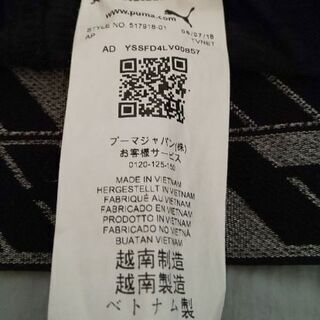 www.puma.com
STYLE NO. 517918-01 06/07/18
AP TVNET
AD YSSFD4LV00857
プーマジャパン(株)
お客様サービス
0120-125-150
MADE IN VIETNAM
HERGESTELLT IN VIETNAM
FABRIQUÉ AU VIETNAM
FABRICADO EN VIETNAM
PRODOTTO IN VIETNAM
FABRICADO NO VIETNÃ
BUATAN VIETNAM
越南制造
越南製造
ベトナム製